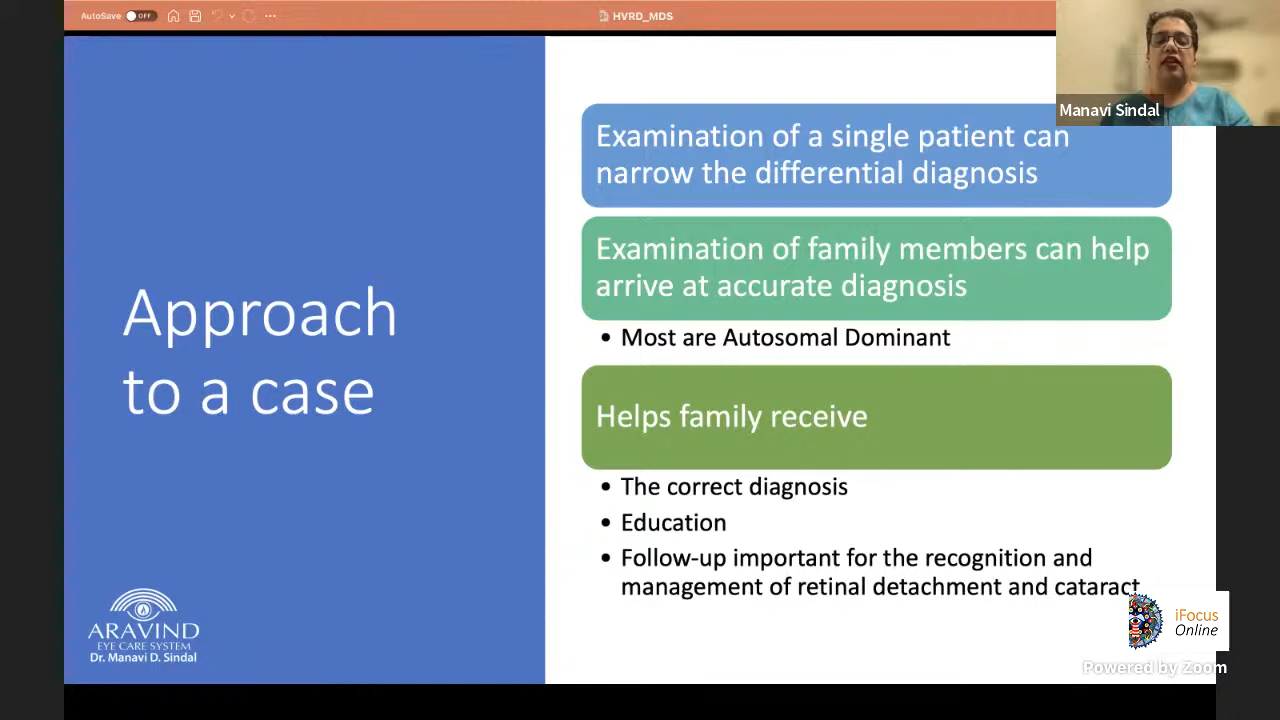 AutoSave OFF
HVRD_MDS
Manavi Sindal
Approach
to a case
Examination of a single patient can
narrow the differential diagnosis
Examination of family members can help
arrive at accurate diagnosis
• Most are Autosomal Dominant
Helps family receive
• The correct diagnosis
• Education
• Follow-up important for the recognition and
management of retinal detachment and cataract
ARAVIND
EYE CARE SYSTEM
Dr. Manavi D. Sindal
iFocus
Online
Powered by Zoom